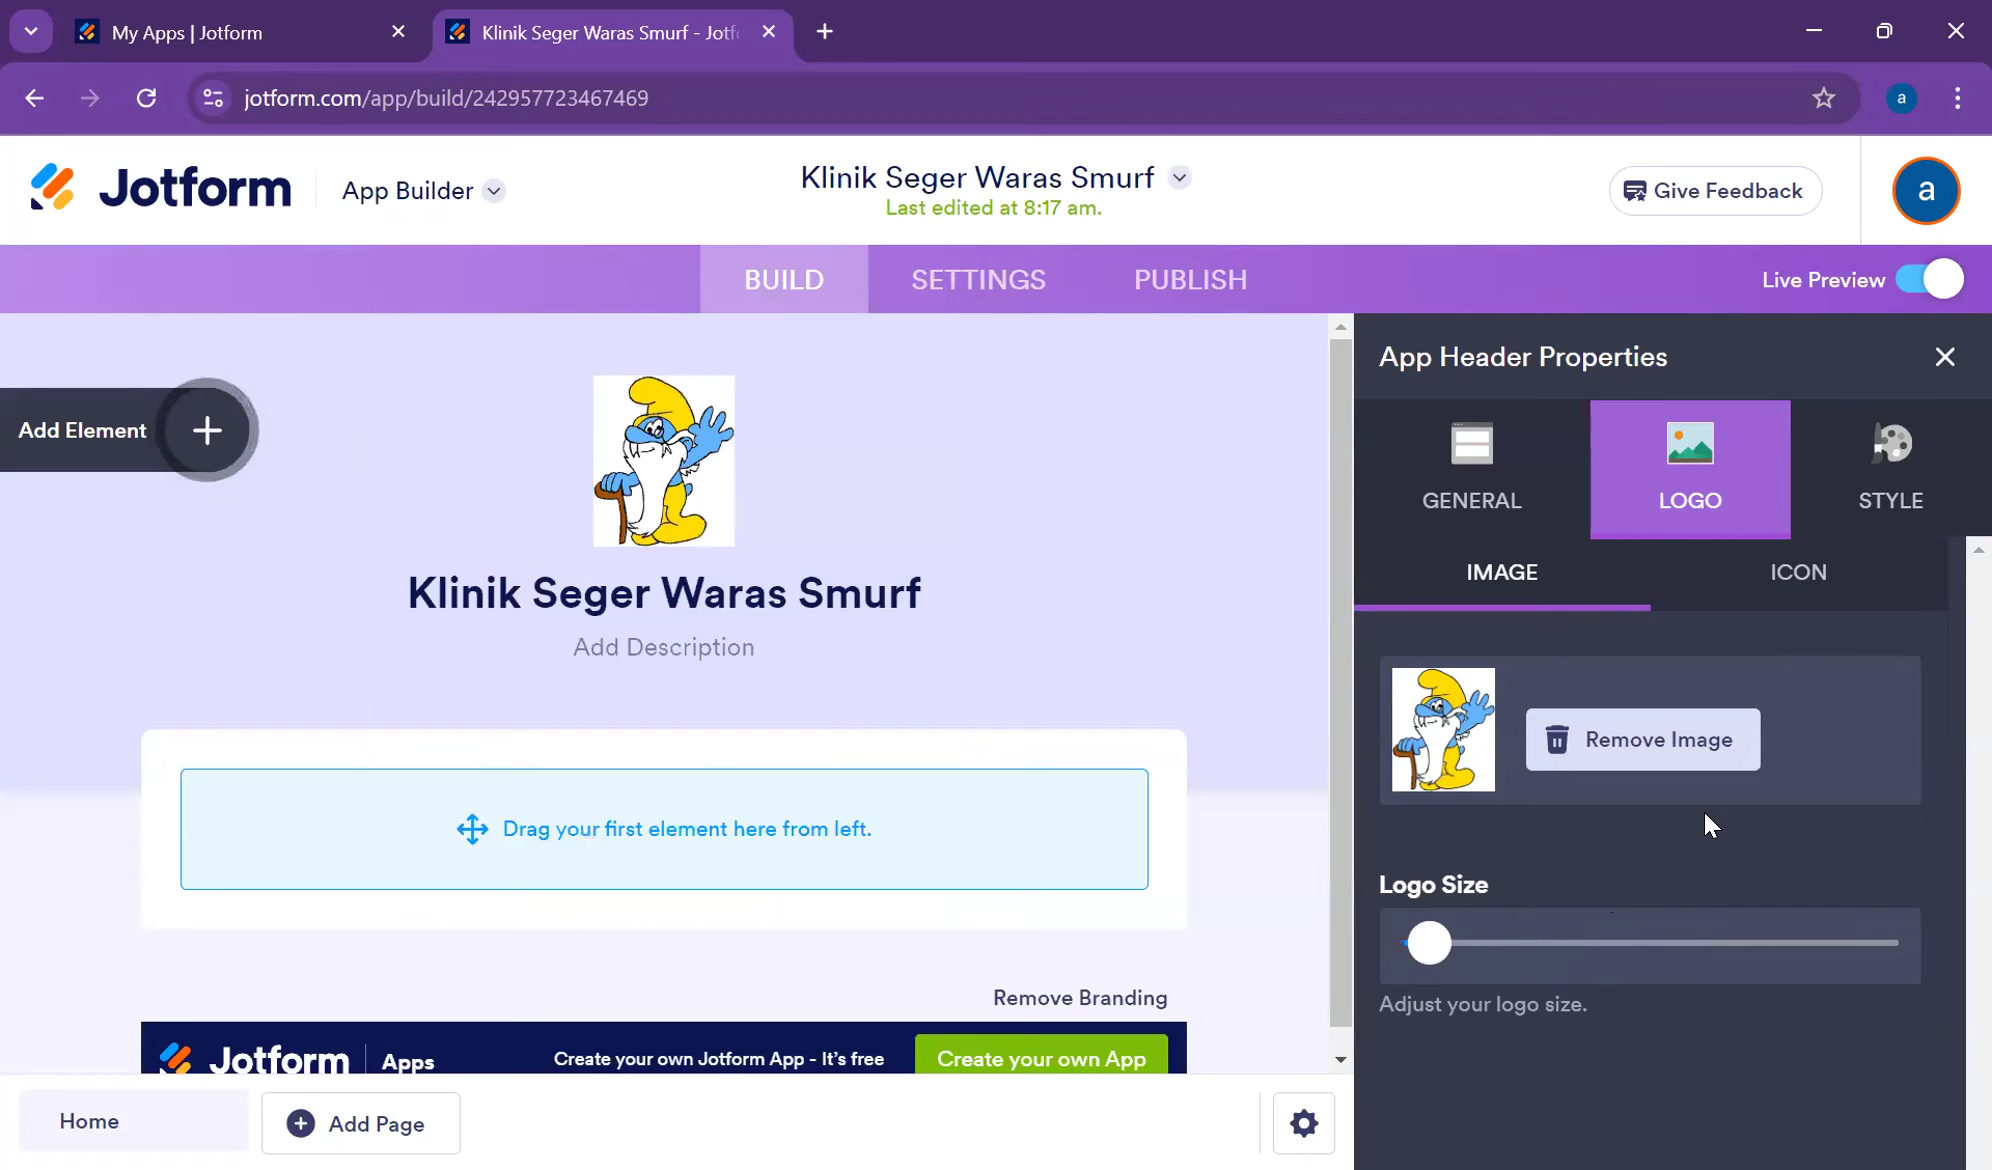 My Apps | Jotform
Klinik Seger Waras Smurf - Jotf
jotform.com/app/build/242957723467469
a
Jotform
App Builder
Klinik Seger Waras Smurf
Last edited at 8:17 am.
Give Feedback
a
BUILD
SETTINGS
PUBLISH
Live Preview
Add Element
Klinik Seger Waras Smurf
Add Description
Drag your first element here from left.
Remove Branding
Jotform Apps
Create your own Jotform App - It's free
Create your own App
Home
Add Page
App Header Properties
GENERAL
LOGO
STYLE
IMAGE
ICON
Remove Image
Logo Size
Adjust your logo size.